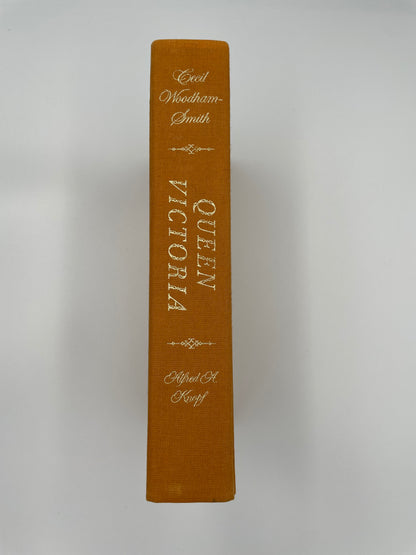 Cecil
Woodham-
Smith
QUEEN
VICTORIA
Alfred A.
Knopf